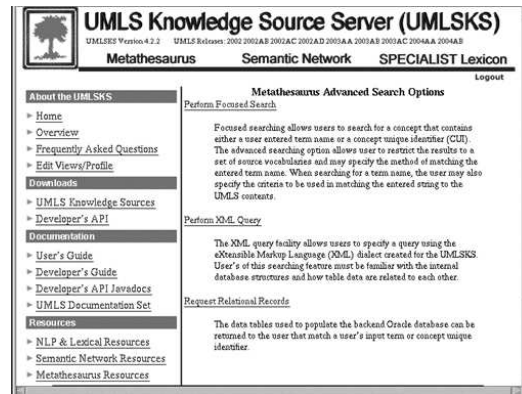 UMLS Knowledge Source Server (UMLSKS)
UMLSKS Version 4.2.2 UMLS Releases: 2002 2002AB 2002AC 2002AD 2003AA 2003AB 2003AC 2004AA 2004AB
Metathesaurus Semantic Network SPECIALIST Lexicon
Logout
About the UMLSKS
Home
Overview
Frequently Asked Questions
Edit Views/Profile
Downloads
UMLS Knowledge Sources
Developer's API
Documentation
User's Guide
Developer's Guide
Developer's API Javadocs
UMLS Documentation Set
Resources
NLP & Lexical Resources
Semantic Network Resources
Metathesaurus Resources
Metathesaurus Advanced Search Options
Perform Focused Search
Focused searching allows users to search for a concept that contains
either a user entered term name or a concept unique identifier (CUI).
The advanced searching option allows user to restrict the results to a
set of source vocabularies and may specify the method of matching the
entered term name. When searching for a term name, the user may also
specify the criteria to be used in matching the entered string to the
UMLS contents.
Perform XML Query
The XML query facility allows users to specify a query using the
eXtensible Markup Language (XML) dialect created for the UMLSKS.
User's of this searching feature must be familiar with the internal
database structures and how table data are related to each other.
Request Relational Records
The data tables used to populate the backend Oracle database can be
returned to the user that match a user's input term or concept unique
identifier.